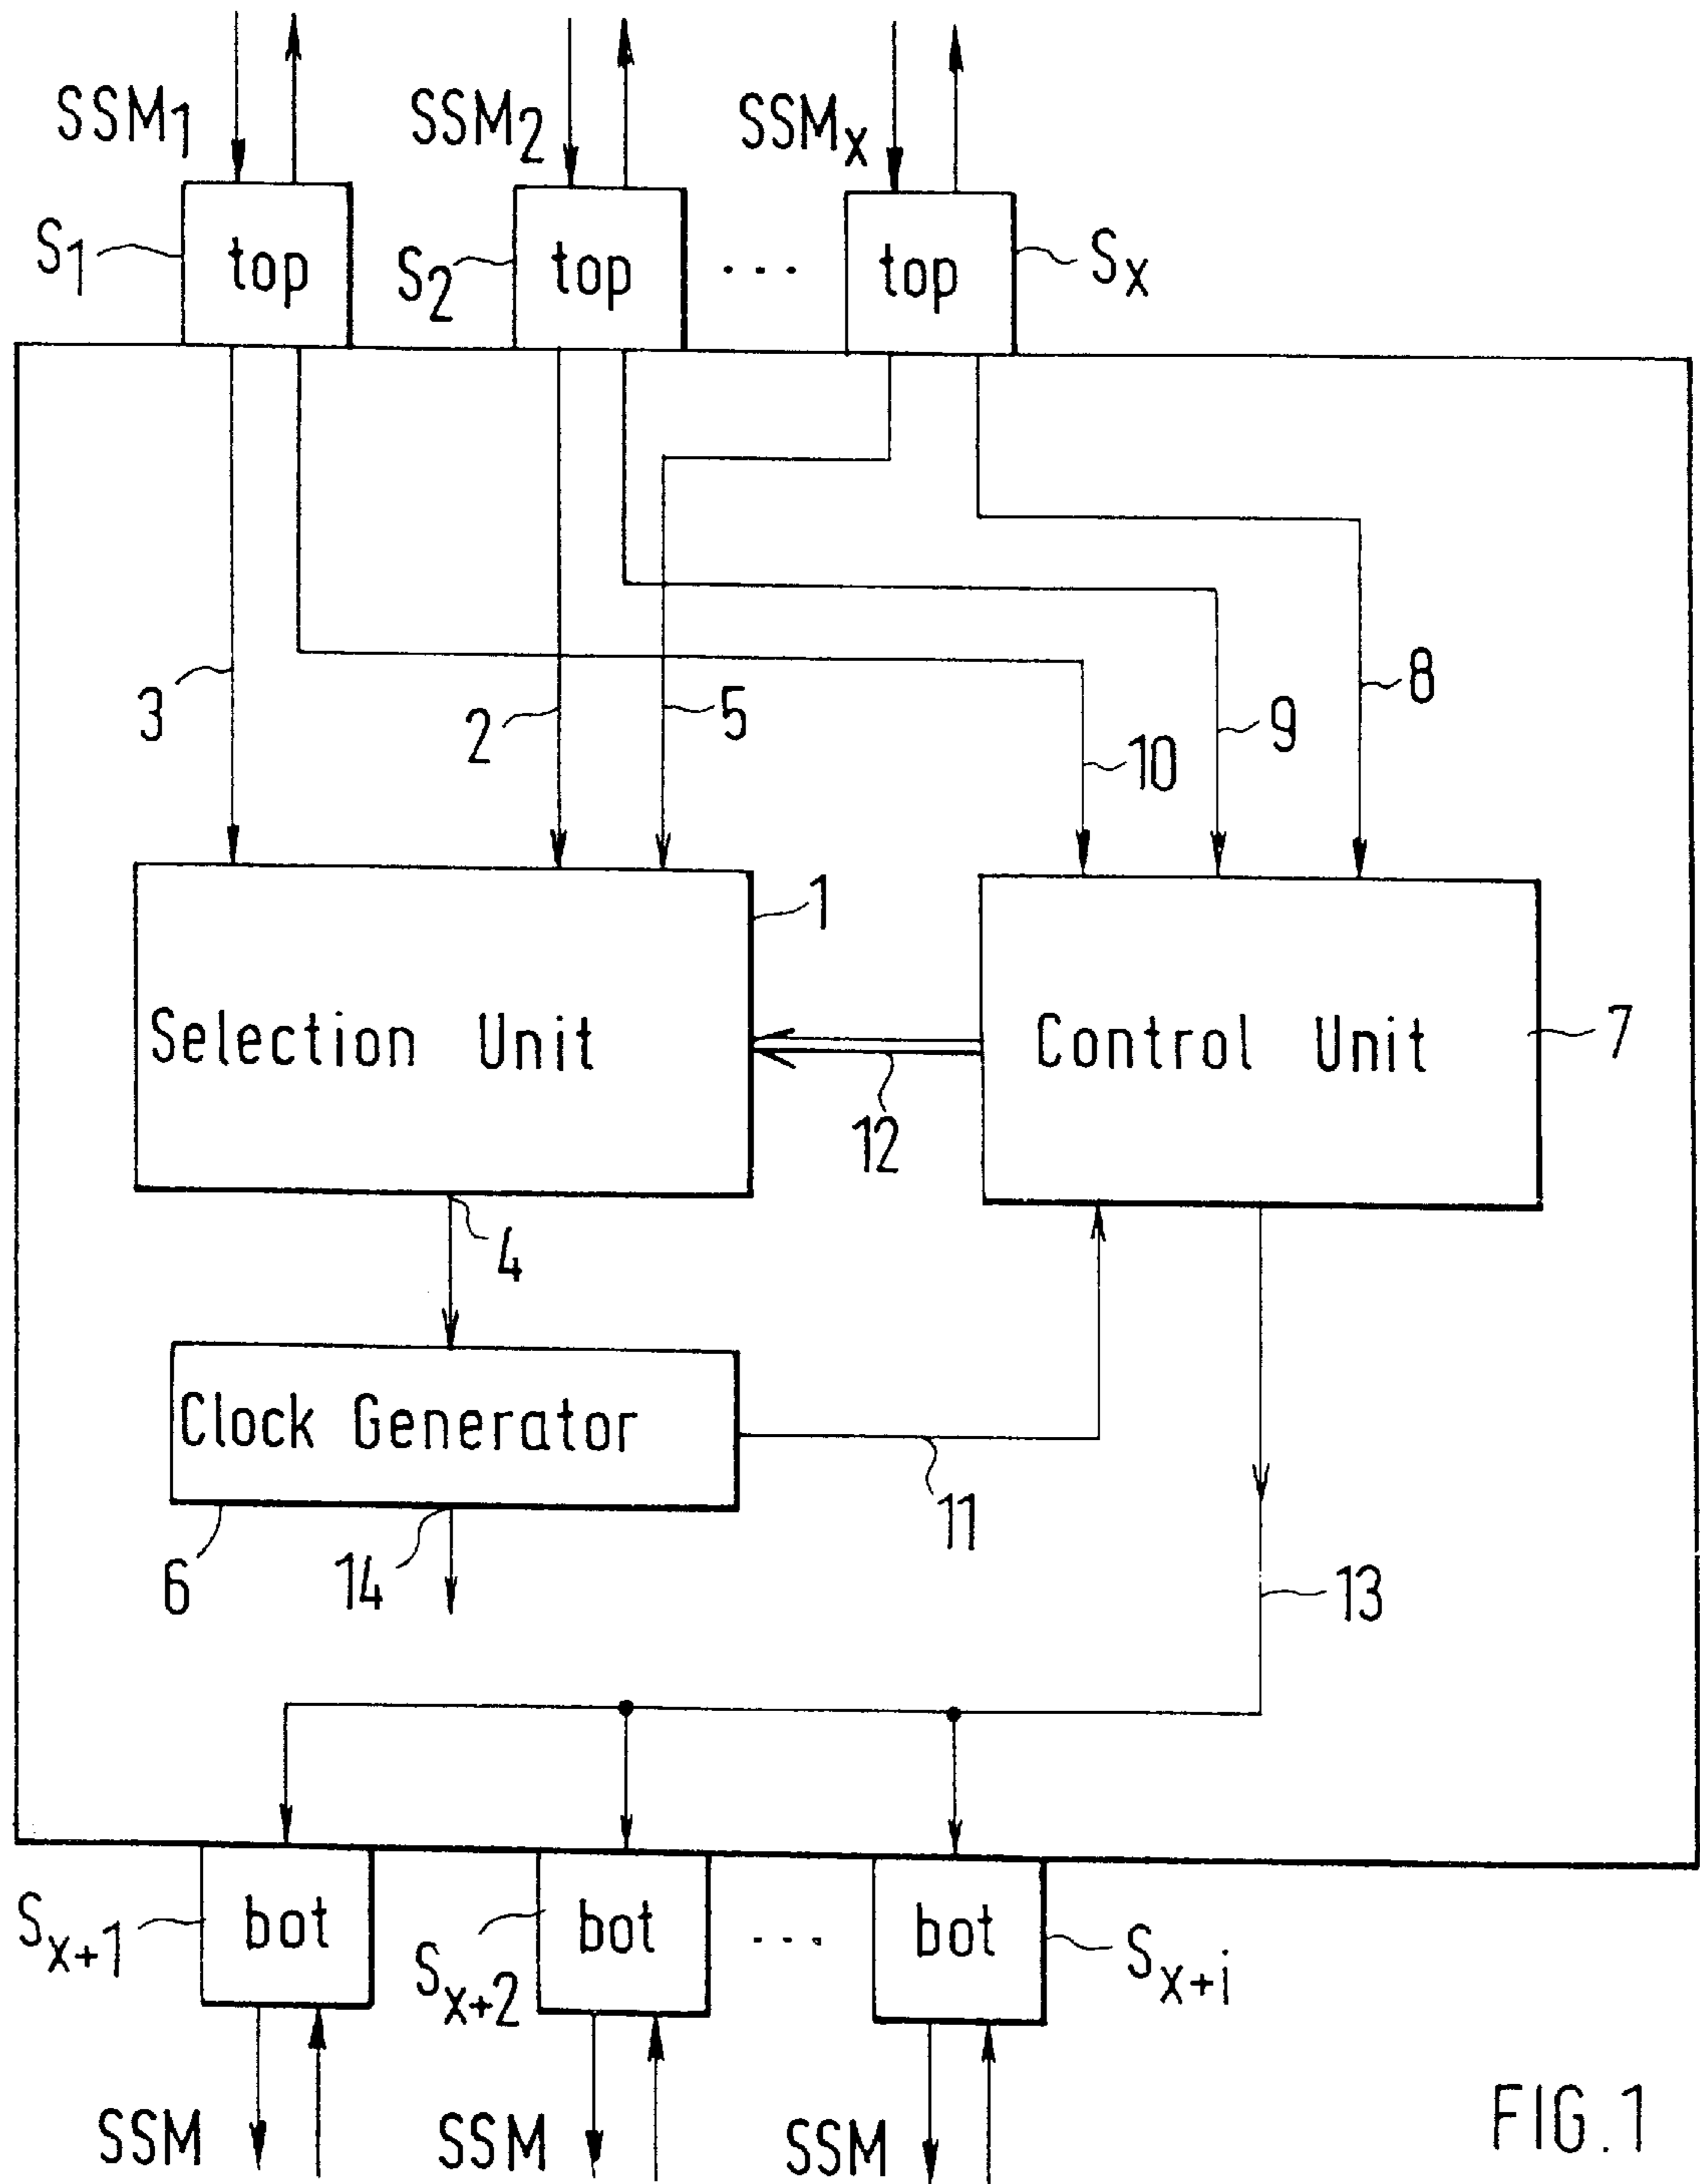 SSM1 SSM2 SSMx
S1 top S2 top ... top Sx
3 2 5 10 9 8
1
Selection Unit Control Unit 7
12
4
Clock Generator
11
6 14 13
Sx+1 bot Sx+2 bot ... bot Sx+i
SSM SSM SSM
FIG.1